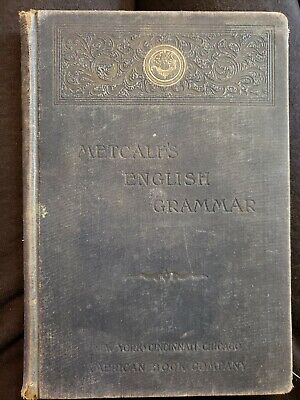 METCALF'S
ENGLISH
GRAMMAR
NEW YORK·CINCINNATI·CHICAGO
AMERICAN BOOK COMPANY